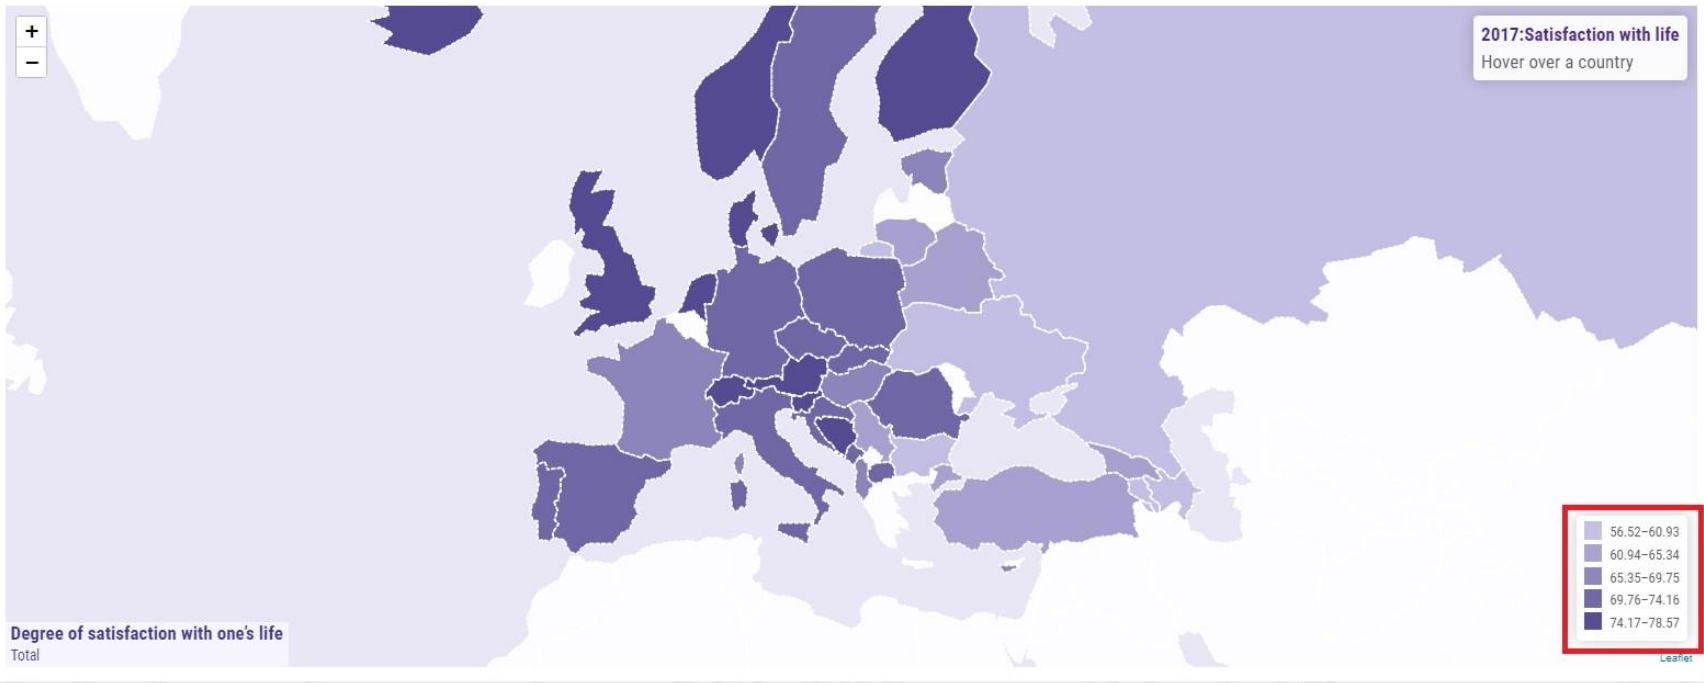 +
−
2017:Satisfaction with life
Hover over a country
56.52–60.93
60.94–65.34
65.35–69.75
69.76–74.16
74.17–78.57
Leaflet
Degree of satisfaction with one's life
Total